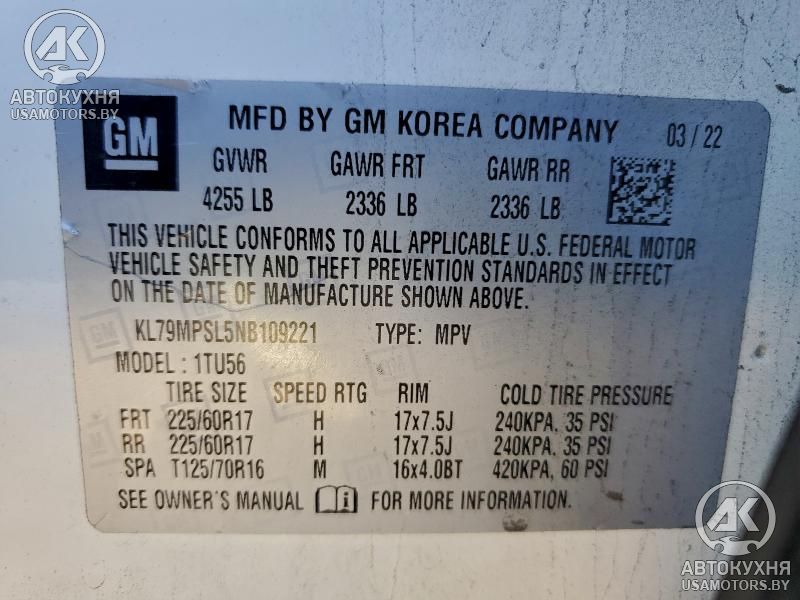 AK
АВТОКУХНЯ
USAMOTORS.BY
GM
MFD BY GM KOREA COMPANY 03 / 22
GVWR GAWR FRT GAWR RR
4255 LB 2336 LB 2336 LB
THIS VEHICLE CONFORMS TO ALL APPLICABLE U.S. FEDERAL MOTOR
VEHICLE SAFETY AND THEFT PREVENTION STANDARDS IN EFFECT
ON THE DATE OF MANUFACTURE SHOWN ABOVE.
KL79MPSL5NB109221 TYPE: MPV
MODEL: 1TU56
TIRE SIZE SPEED RTG RIM COLD TIRE PRESSURE
FRT 225/60R17 H 17x7.5J 240KPA, 35 PSI
RR 225/60R17 H 17x7.5J 240KPA, 35 PSI
SPA T125/70R16 M 16x4.0BT 420KPA, 60 PSI
SEE OWNER'S MANUAL i FOR MORE INFORMATION.
AK
АВТОКУХНЯ
USAMOTORS.BY